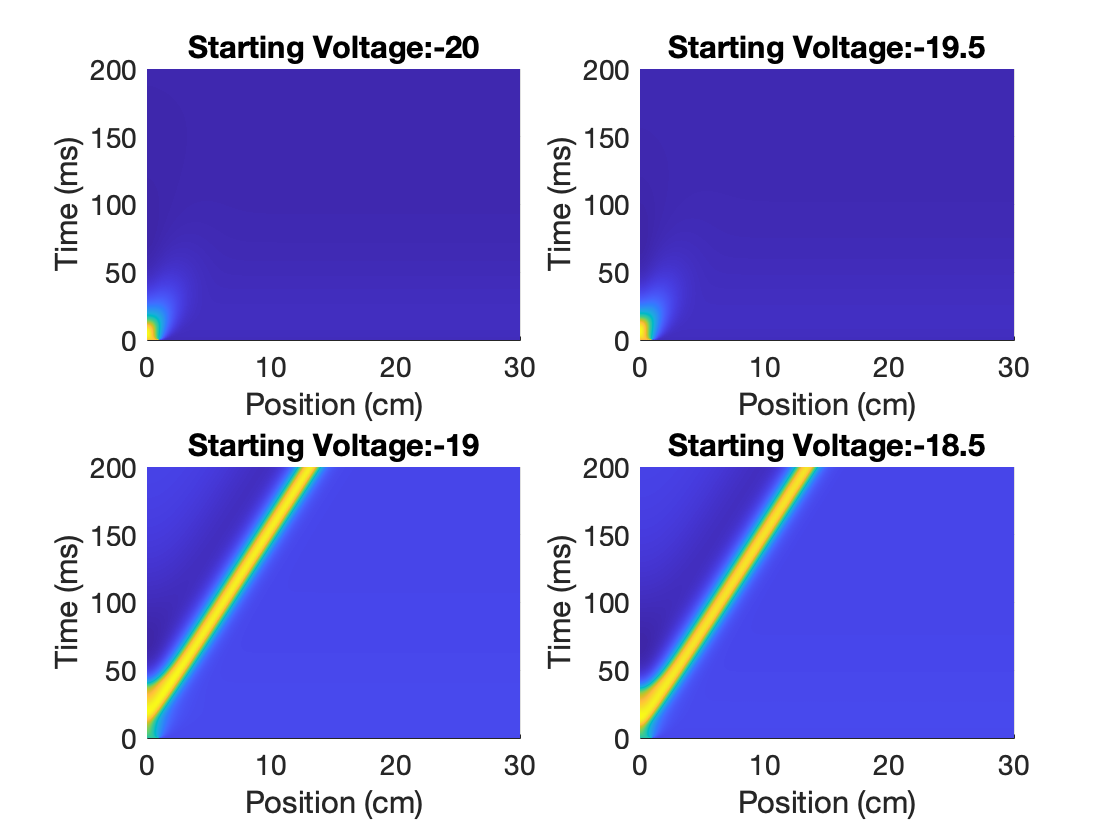 Starting Voltage:-20
200
150
100
50
0
Time (ms)
0 10 20 30
Position (cm)
Starting Voltage:-19.5
200
150
100
50
0
Time (ms)
0 10 20 30
Position (cm)
Starting Voltage:-19
200
150
100
50
0
Time (ms)
0 10 20 30
Position (cm)
Starting Voltage:-18.5
200
150
100
50
0
Time (ms)
0 10 20 30
Position (cm)